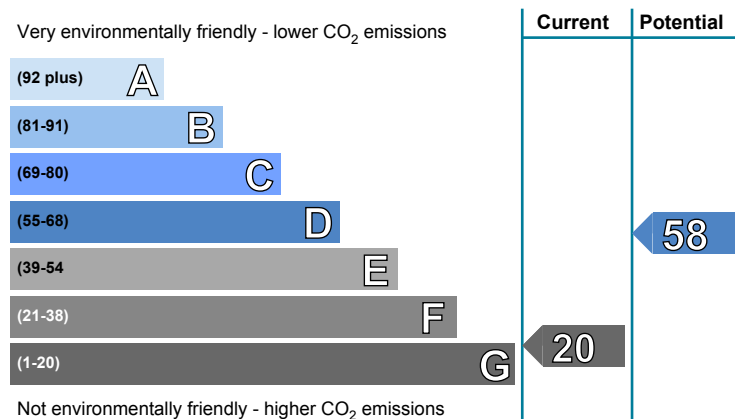 Very environmentally friendly - lower CO2 emissions
Current
Potential
(92 plus) A
(81-91) B
(69-80) C
(55-68) D
58
(39-54 E
(21-38) F
20
(1-20) G
Not environmentally friendly - higher CO2 emissions